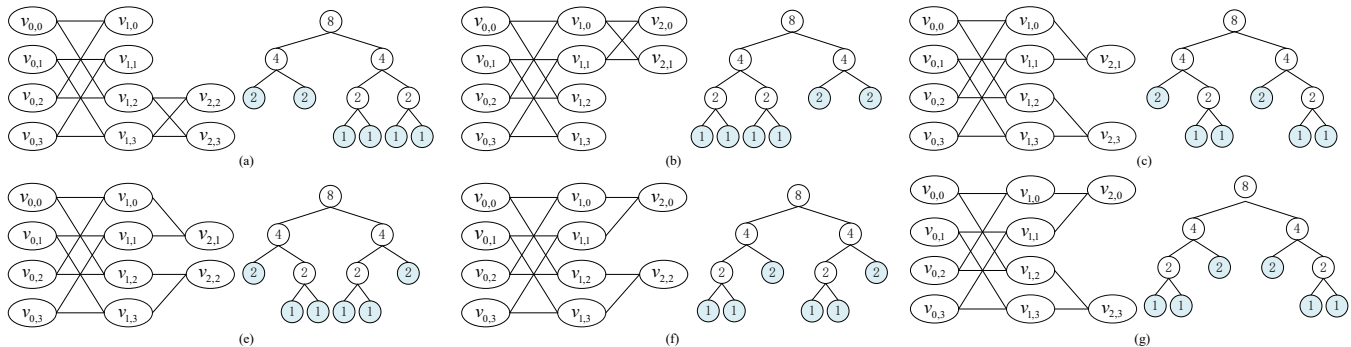 v0,0 v1,0 8 v0,0 v1,0 v2,0 8 v0,0 v1,0 8
v0,1 v1,1 4 4 v0,1 v1,1 v2,1 4 4 v0,1 v1,1 v2,1 4 4
v0,2 v1,2 v2,2 2 2 2 2 v0,2 v1,2 2 2 2 2 v0,2 v1,2 2 2 2 2
v0,3 v1,3 v2,3 1 1 1 1 v0,3 v1,3 1 1 1 1 v0,3 v1,3 v2,3 1 1 1 1
(a) (b) (c)
v0,0 v1,0 8 v0,0 v1,0 v2,0 8 v0,0 v1,0 v2,0 8
v0,1 v1,1 v2,1 4 4 v0,1 v1,1 4 4 v0,1 v1,1 4 4
v0,2 v1,2 v2,2 2 2 2 2 v0,2 v1,2 v2,2 2 2 2 2 v0,2 v1,2 2 2 2 2
v0,3 v1,3 1 1 1 1 v0,3 v1,3 1 1 1 1 v0,3 v1,3 v2,3 1 1 1 1
(e) (f) (g)